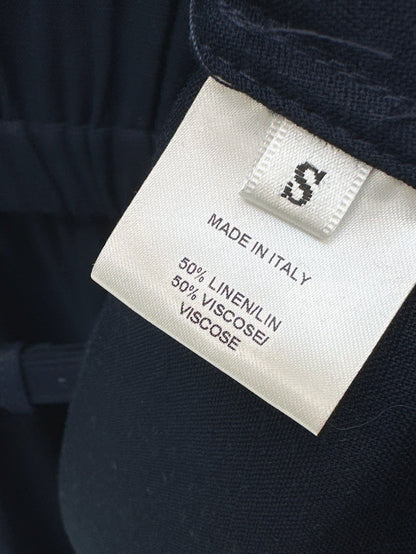 S
MADE IN ITALY
50% LINEN/LIN
50% VISCOSE/
VISCOSE